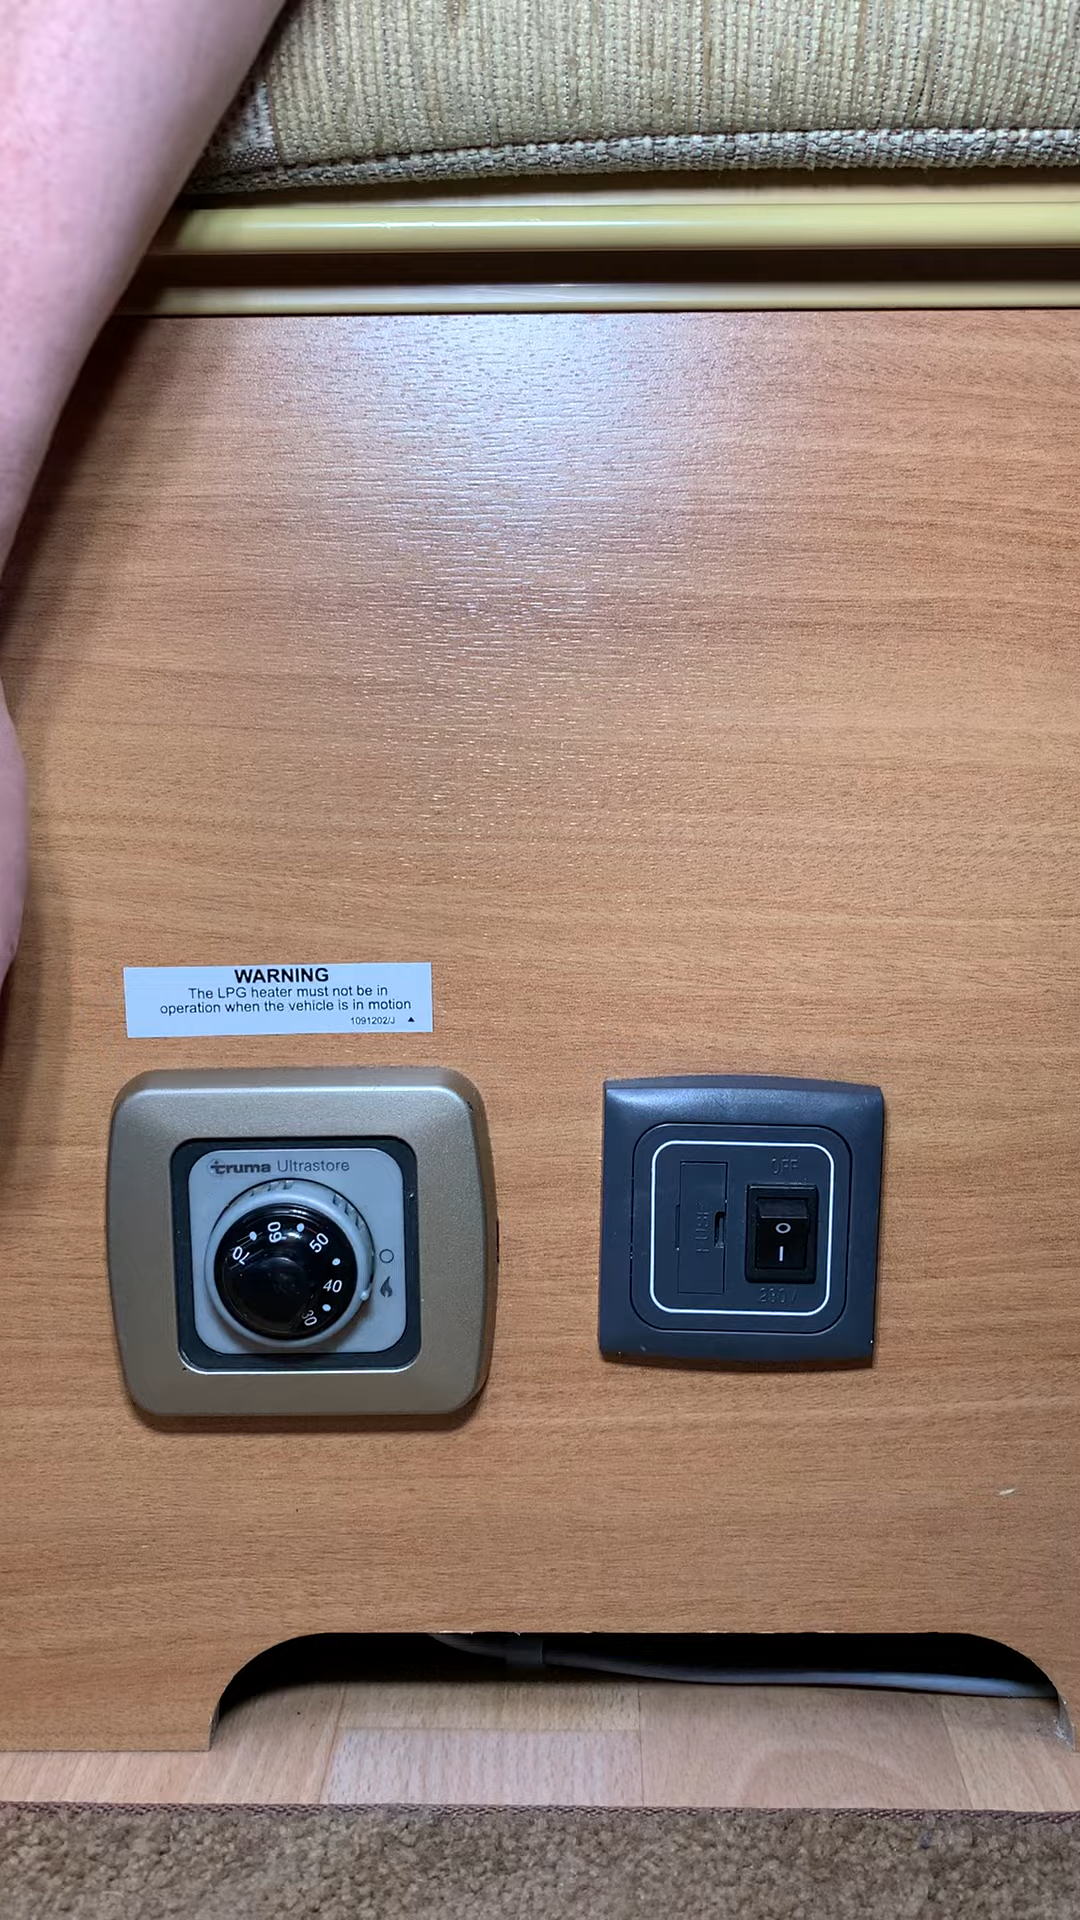 WARNING
The LPG heater must not be in
operation when the vehicle is in motion
1091202/J
truma Ultrastore
70 60 50 40 30
OFF
FUSE
O
I
230V